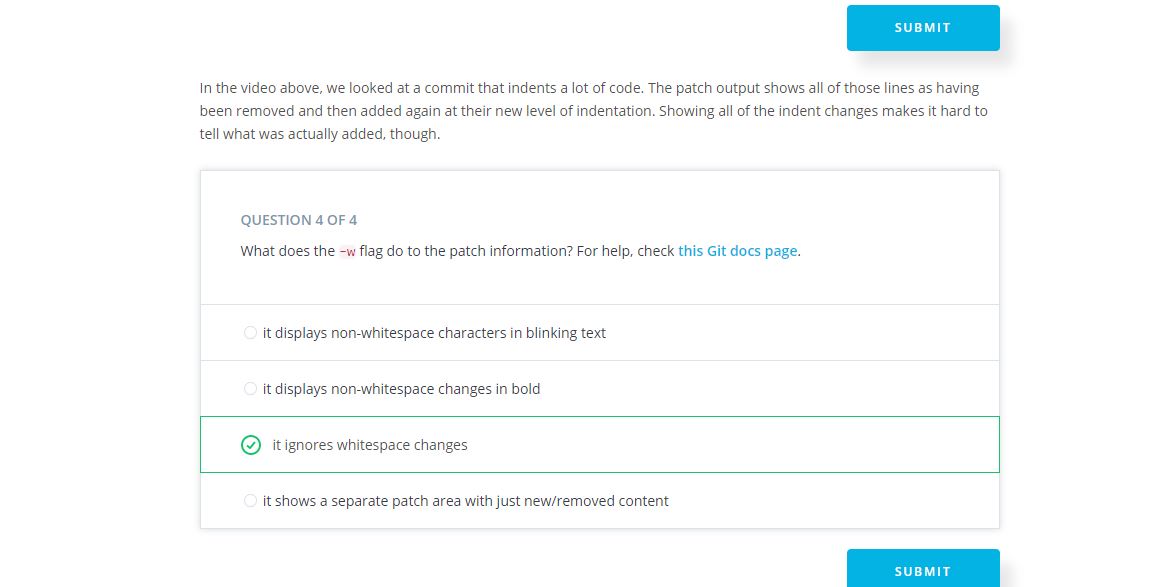 SUBMIT
In the video above, we looked at a commit that indents a lot of code. The patch output shows all of those lines as having
been removed and then added again at their new level of indentation. Showing all of the indent changes makes it hard to
tell what was actually added, though.
QUESTION 4 OF 4
What does the -w flag do to the patch information? For help, check this Git docs page.
it displays non-whitespace characters in blinking text
it displays non-whitespace changes in bold
it ignores whitespace changes
it shows a separate patch area with just new/removed content
SUBMIT